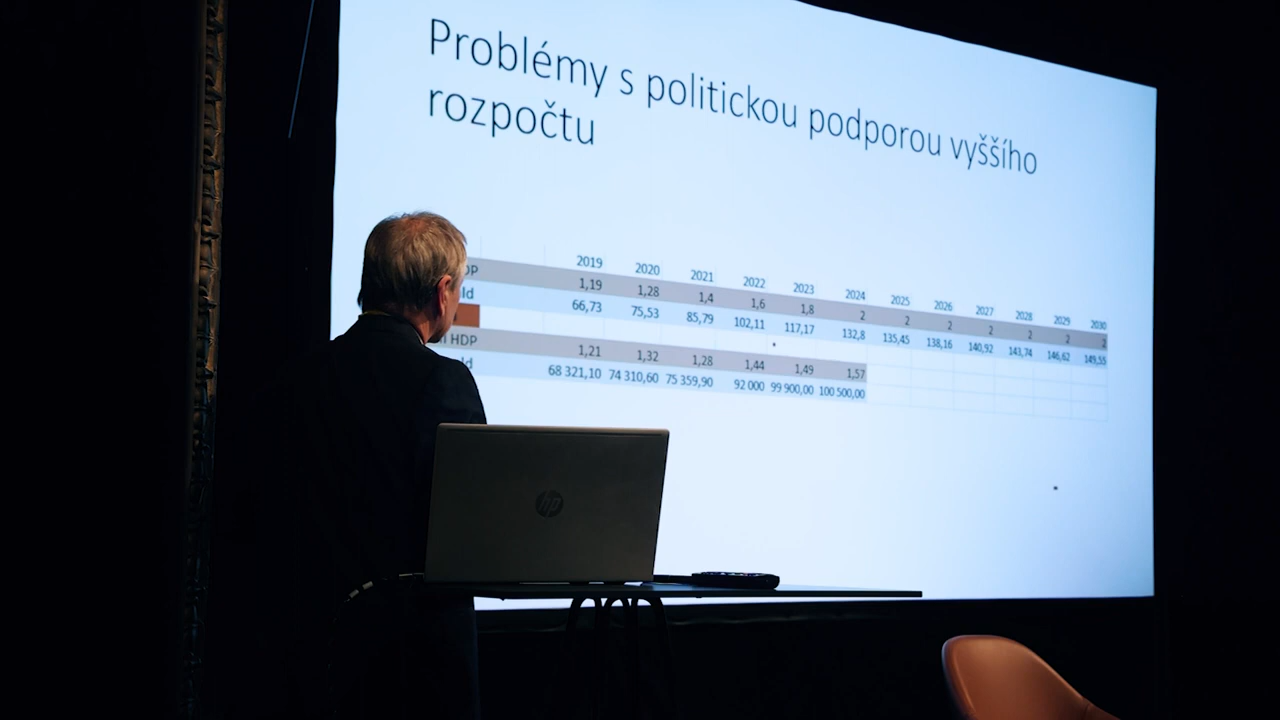 Problémy s politickou podporou vyššího
rozpočtu
2019 2020 2021 2022 2023 2024 2025 2026 2027 2028 2029 2030
1,19 1,28 1,4 1,6 1,8 2 2 2 2 2 2 2
66,73 75,53 85,79 102,11 117,17 132,8 135,45 138,16 140,92 143,74 146,62 149,55
HDP 1,21 1,32 1,28 1,44 1,49 1,57
68 321,10 74 310,60 75 359,90 92 000 99 900,00 100 500,00
hp